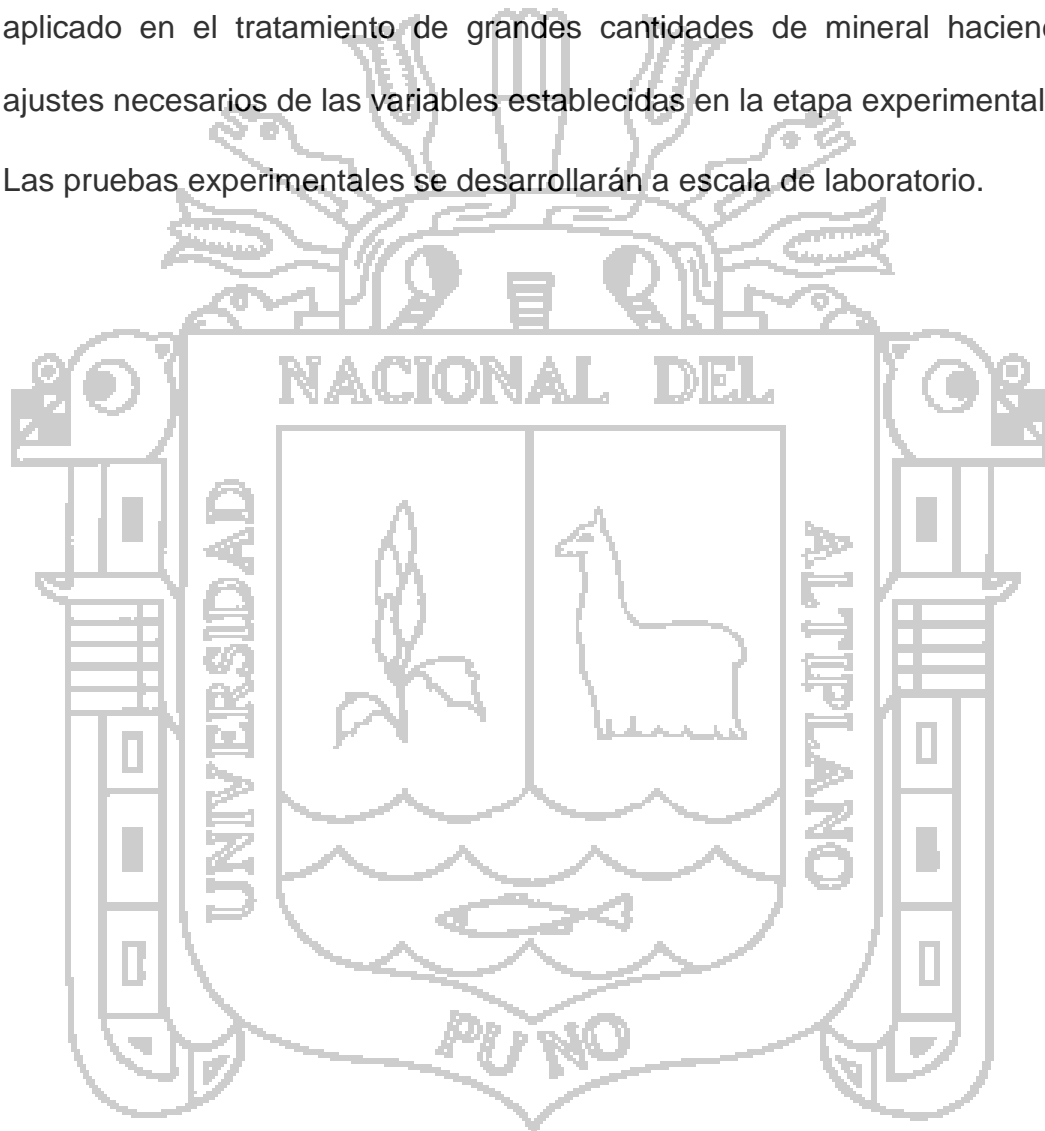 aplicado en el tratamiento de grandes cantidades de mineral
ajustes necesarios de las variables establecidas en la etapa experimental
Las pruebas experimentales se desarrollarán a escala de laboratorio.
NACIONAL DEL
UNIVERSIDAD
ALTIPLANO
PUNO